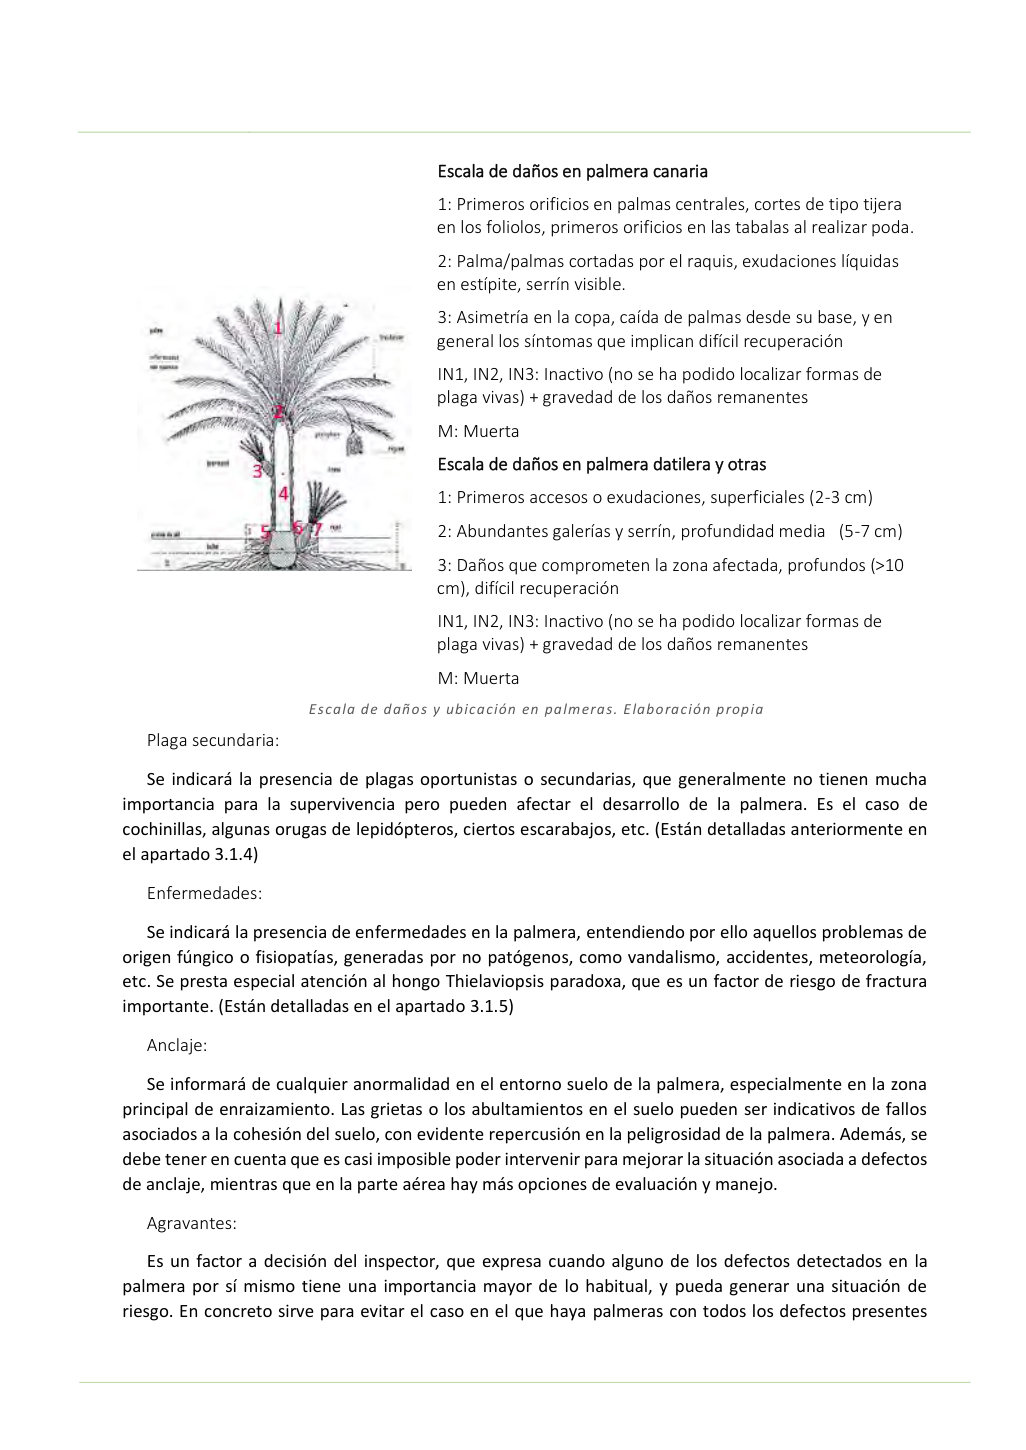 Escala de daños en palmera canaria
1: Primeros orificios en palmas centrales, cortes de tipo tijera
en los foliolos, primeros orificios en las tabalas al realizar poda.
2: Palma/palmas cortadas por el raquis, exudaciones líquidas
en estípite, serrín visible.
3: Asimetría en la copa, caída de palmas desde su base, y en
general los síntomas que implican difícil recuperación
IN1, IN2, IN3: Inactivo (no se ha podido localizar formas de
plaga vivas) + gravedad de los daños remanentes
M: Muerta
Escala de daños en palmera datilera y otras
1: Primeros accesos o exudaciones, superficiales (2-3 cm)
2: Abundantes galerías y serrín, profundidad media (5-7 cm)
3: Daños que comprometen la zona afectada, profundos (>10
cm), difícil recuperación
IN1, IN2, IN3: Inactivo (no se ha podido localizar formas de
plaga vivas) + gravedad de los daños remanentes
M: Muerta
1
2
3
4
5
6
7
Escala de daños y ubicación en palmeras. Elaboración propia
Plaga secundaria:
Se indicará la presencia de plagas oportunistas o secundarias, que generalmente no tienen mucha
importancia para la supervivencia pero pueden afectar el desarrollo de la palmera. Es el caso de
cochinillas, algunas orugas de lepidópteros, ciertos escarabajos, etc. (Están detalladas anteriormente en
el apartado 3.1.4)
Enfermedades:
Se indicará la presencia de enfermedades en la palmera, entendiendo por ello aquellos problemas de
origen fúngico o fisiopatías, generadas por no patógenos, como vandalismo, accidentes, meteorología,
etc. Se presta especial atención al hongo Thielaviopsis paradoxa, que es un factor de riesgo de fractura
importante. (Están detalladas en el apartado 3.1.5)
Anclaje:
Se informará de cualquier anormalidad en el entorno suelo de la palmera, especialmente en la zona
principal de enraizamiento. Las grietas o los abultamientos en el suelo pueden ser indicativos de fallos
asociados a la cohesión del suelo, con evidente repercusión en la peligrosidad de la palmera. Además, se
debe tener en cuenta que es casi imposible poder intervenir para mejorar la situación asociada a defectos
de anclaje, mientras que en la parte aérea hay más opciones de evaluación y manejo.
Agravantes:
Es un factor a decisión del inspector, que expresa cuando alguno de los defectos detectados en la
palmera por sí mismo tiene una importancia mayor de lo habitual, y pueda generar una situación de
riesgo. En concreto sirve para evitar el caso en el que haya palmeras con todos los defectos presentes